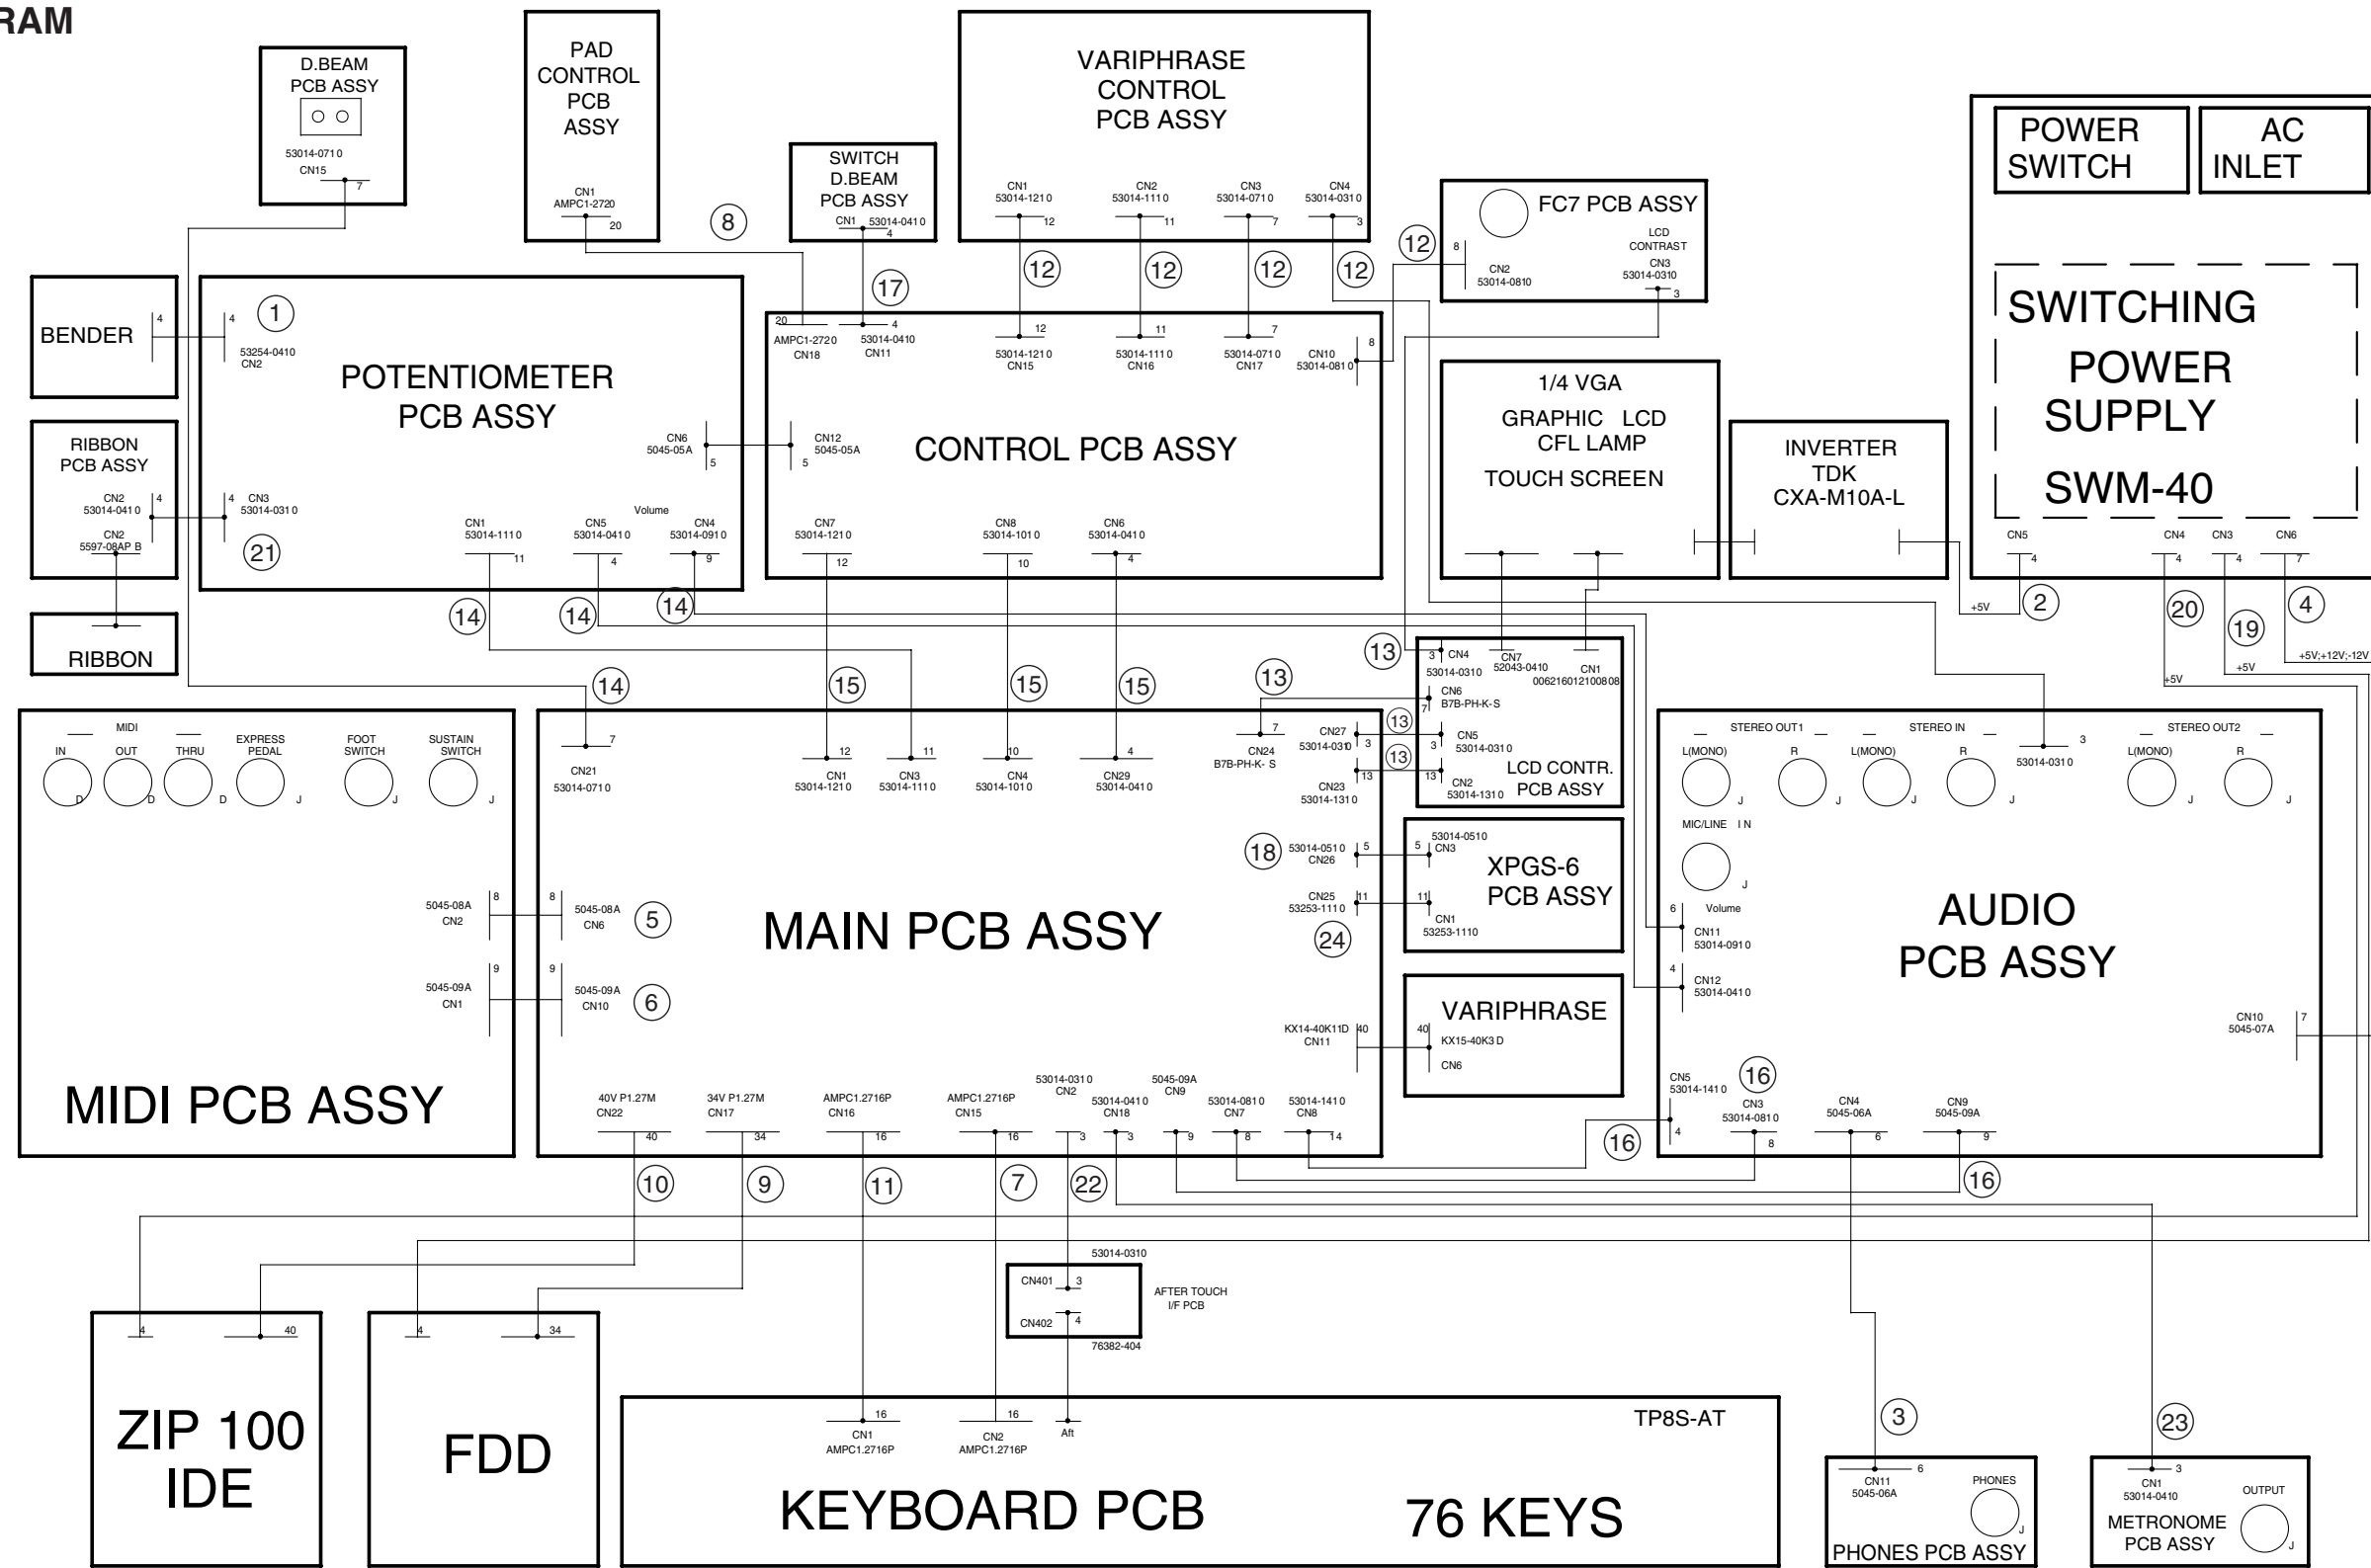 RAM
D.BEAM
PCB ASSY
53014-0710
CN15
7
PAD
CONTROL
PCB
ASSY
CN1
AMPC1-2720
20
8
SWITCH
D.BEAM
PCB ASSY
CN1 53014-0410
4
17
VARIPHRASE
CONTROL
PCB ASSY
CN1
53014-1210
12
CN2
53014-1110
11
CN3
53014-0710
7
CN4
53014-0310
3
12
12
12
12
12
FC7 PCB ASSY
LCD
CONTRAST
CN3
53014-0310
3
8
CN2
53014-0810
POWER
SWITCH
AC
INLET
SWITCHING
POWER
SUPPLY
SWM-40
CN5
4
CN4
4
CN3
4
CN6
7
2
20
19
4
+5V
+5V
+5V
+5V;+12V;-12V
BENDER
4
4
1
53254-0410
CN2
POTENTIOMETER
PCB ASSY
CN6
5045-05A
5
RIBBON
PCB ASSY
CN2
53014-0410
4
CN2
5597-08AP B
4
CN3
53014-0310
21
CN1
53014-1110
11
CN5
53014-0410
4
Volume
CN4
53014-0910
9
14
14
14
RIBBON
14
20
AMPC1-2720
CN18
4
53014-0410
CN11
12
53014-1210
CN15
11
53014-1110
CN16
7
53014-0710
CN17
8
CN10
53014-0810
CN12
5045-05A
5
CONTROL PCB ASSY
CN7
53014-1210
12
CN8
53014-1010
10
CN6
53014-0410
4
15
15
15
1/4 VGA
GRAPHIC LCD
CFL LAMP
TOUCH SCREEN
INVERTER
TDK
CXA-M10A-L
13
13
3 CN4
53014-0310
CN7
52043-0410
CN1
006216012100808
CN6
B7B-PH-K-S
7
13
3
CN5
53014-0310
13
13
CN2
53014-1310
LCD CONTR.
PCB ASSY
MIDI
IN
OUT
THRU
EXPRESS
PEDAL
FOOT
SWITCH
SUSTAIN
SWITCH
D
D
D
J
J
J
5045-08A
CN2
8
5045-09A
CN1
9
MIDI PCB ASSY
7
CN21
53014-0710
12
CN1
53014-1210
11
CN3
53014-1110
10
CN4
53014-1010
4
CN29
53014-0410
7
CN24
B7B-PH-K- S
CN27
53014-0310
3
13
CN23
53014-1310
18
53014-0510
CN26
5
CN25
53253-1110
11
24
8
5045-08A
CN6
5
9
5045-09A
CN10
6
MAIN PCB ASSY
KX14-40K11D
CN11
40
40V P1.27M
CN22
40
34V P1.27M
CN17
34
AMPC1.2716P
CN16
16
AMPC1.2716P
CN15
16
53014-0310
CN2
3
53014-0410
CN18
3
5045-09A
CN9
9
53014-0810
CN7
8
53014-1410
CN8
14
5
53014-0510
CN3
XPGS-6
PCB ASSY
11
CN1
53253-1110
VARIPHRASE
40
KX15-40K3 D
CN6
STEREO OUT1
STEREO IN
STEREO OUT2
L(MONO)
R
L(MONO)
R
L(MONO)
R
3
53014-0310
J
J
J
J
J
J
MIC/LINE IN
J
6
Volume
CN11
53014-0910
4
CN12
53014-0410
AUDIO
PCB ASSY
CN10
5045-07A
7
CN5
53014-1410
4
16
CN3
53014-0810
8
CN4
5045-06A
6
CN9
5045-09A
9
16
16
10
9
11
7
22
53014-0310
CN401
3
CN402
4
76382-404
AFTER TOUCH
I/F PCB
4
40
ZIP 100
IDE
4
34
FDD
16
CN1
AMPC1.2716P
16
CN2
AMPC1.2716P
Aft
TP8S-AT
KEYBOARD PCB
76 KEYS
3
23
6
CN11
5045-06A
PHONES
J
PHONES PCB ASSY
3
CN1
53014-0410
OUTPUT
J
METRONOME
PCB ASSY